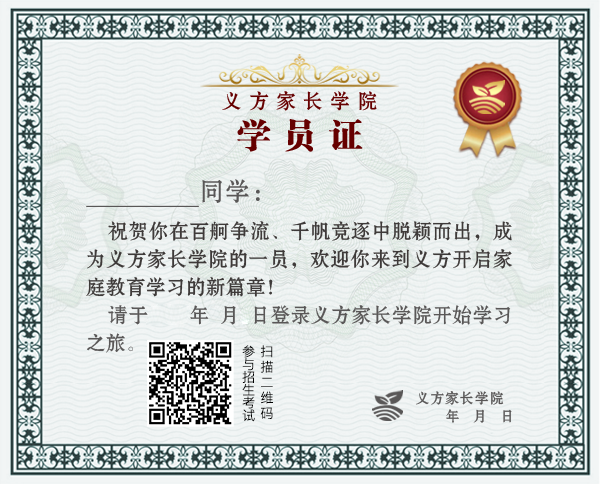 义方家长学院
学员证
________同学：
祝贺你在百舸争流、千帆竞逐中脱颖而出，成
为义方家长学院的一员，欢迎你来到义方开启家
庭教育学习的新篇章！
请于 年 月 日登录义方家长学院开始学习
之旅。
扫描二维码
参与招生考试
义方家长学院
年 月 日